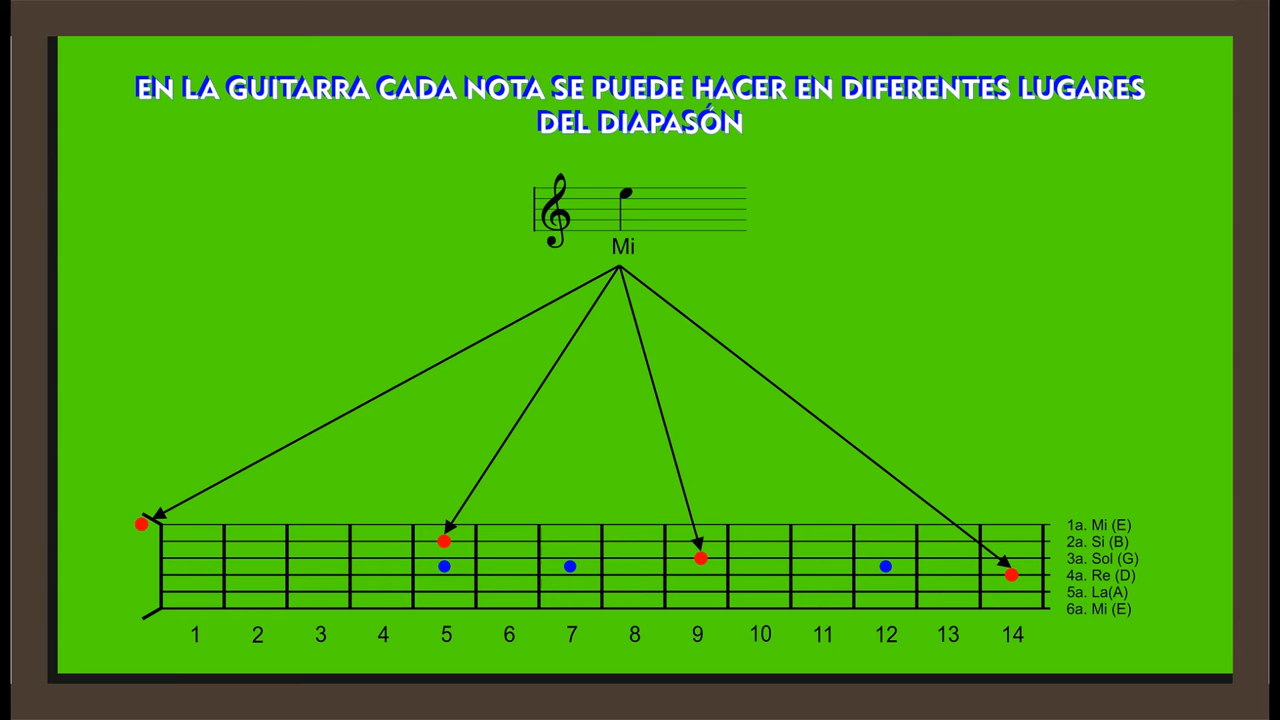 EN LA GUITARRA CADA NOTA SE PUEDE HACER EN DIFERENTES LUGARES
DEL DIAPASÓN
Mi
1a. Mi (E)
2a. Si (B)
3a. Sol (G)
4a. Re (D)
5a. La(A)
6a. Mi (E)
1 2 3 4 5 6 7 8 9 10 11 12 13 14